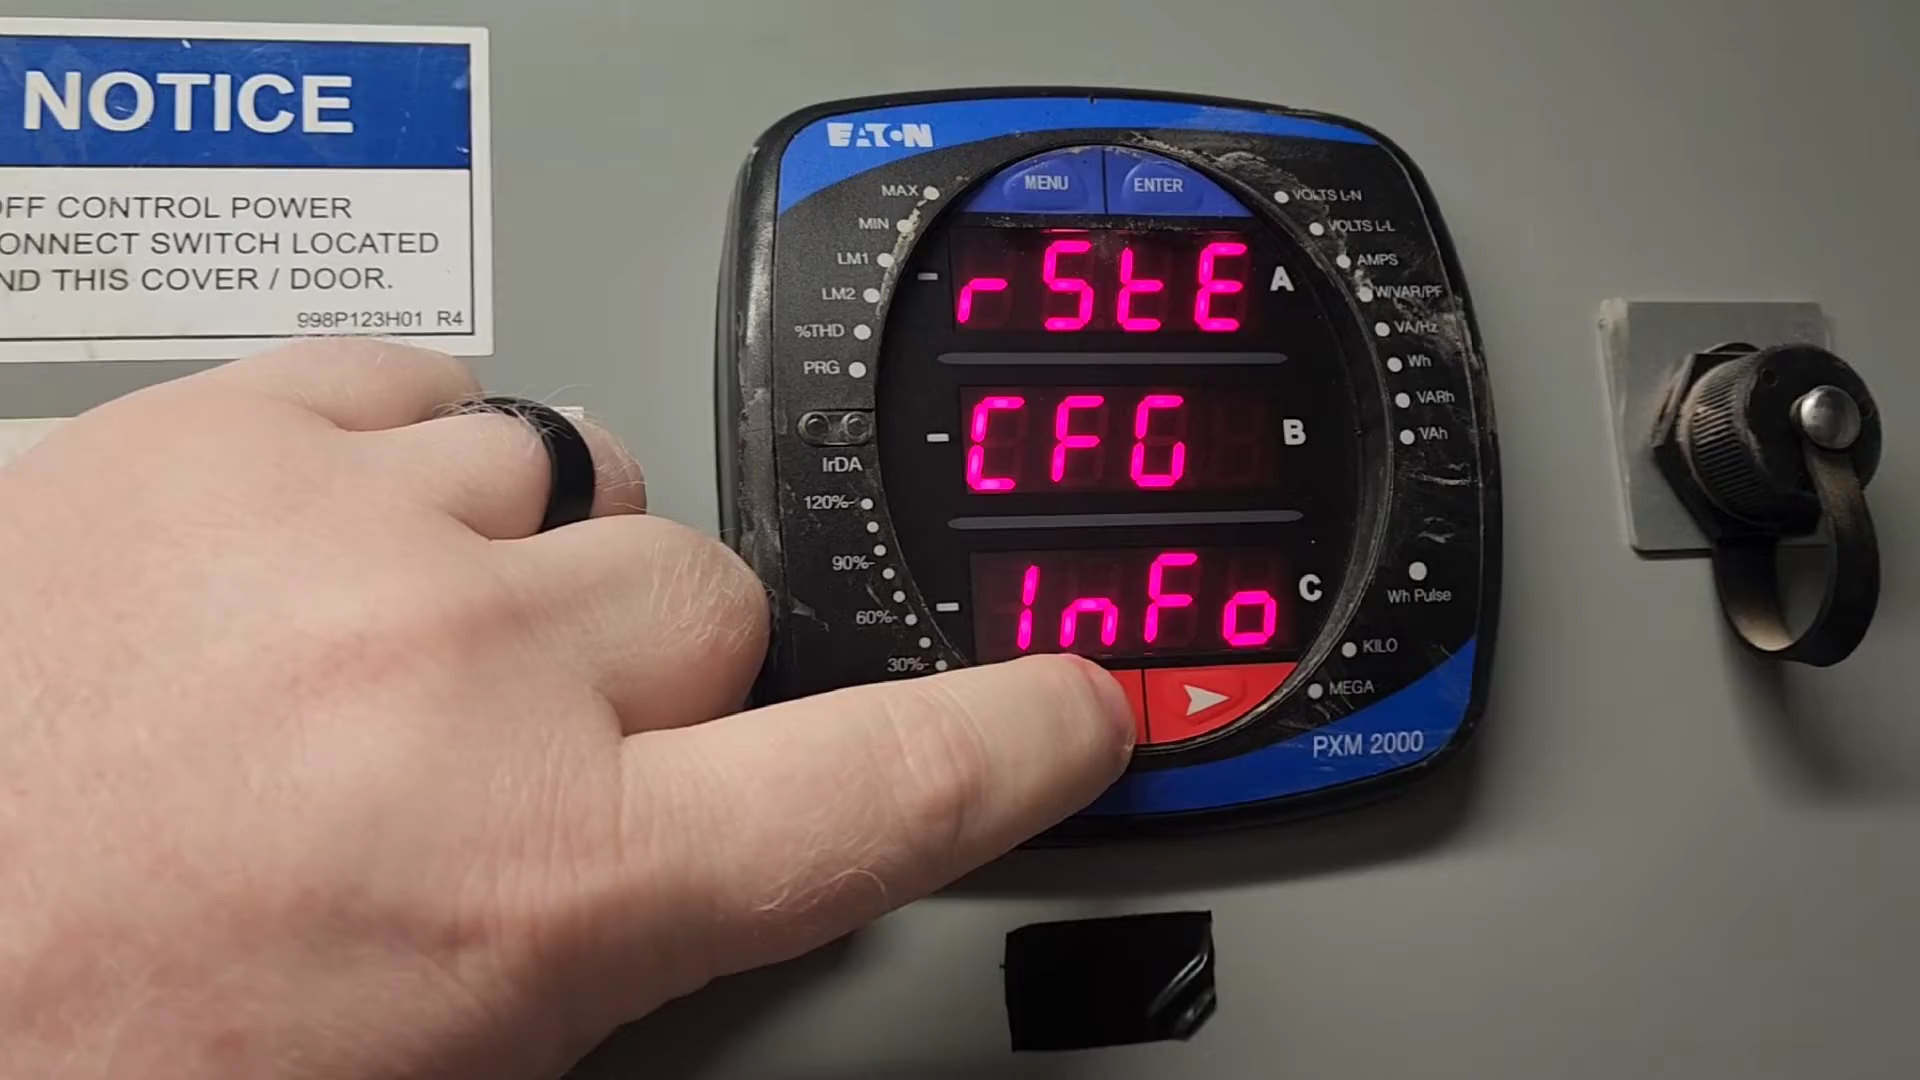 NOTICE
OFF CONTROL POWER
ONNECT SWITCH LOCATED
ND THIS COVER / DOOR.
998P123H01 R4
EATON
MENU
ENTER
MAX
MIN
LM1
LM2
%THD
PRG
IrDA
120%-
90%-
60%-
30%-
rStE
A
CFG
B
InFo
C
VOLTS L-N
VOLTS L-L
AMPS
W/VAR/PF
VA/Hz
Wh
VARh
VAh
Wh Pulse
KILO
MEGA
PXM 2000